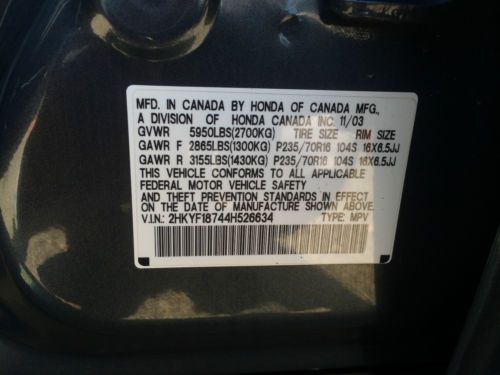 MFD. IN CANADA BY HONDA OF CANADA MFG.,
A DIVISION OF HONDA CANADA INC. 11/03
GVWR 5950LBS(2700KG) TIRE SIZE RIM SIZE
GAWR F 2865LBS(1300KG) P235/70R16 104S 16X6.5JJ
GAWR R 3155LBS(1430KG) P235/70R16 104S 16X6.5JJ
THIS VEHICLE CONFORMS TO ALL APPLICABLE
FEDERAL MOTOR VEHICLE SAFETY
AND THEFT PREVENTION STANDARDS IN EFFECT
ON THE DATE OF MANUFACTURE SHOWN ABOVE.
V.I.N.: 2HKYF18744H526634 TYPE: MPV